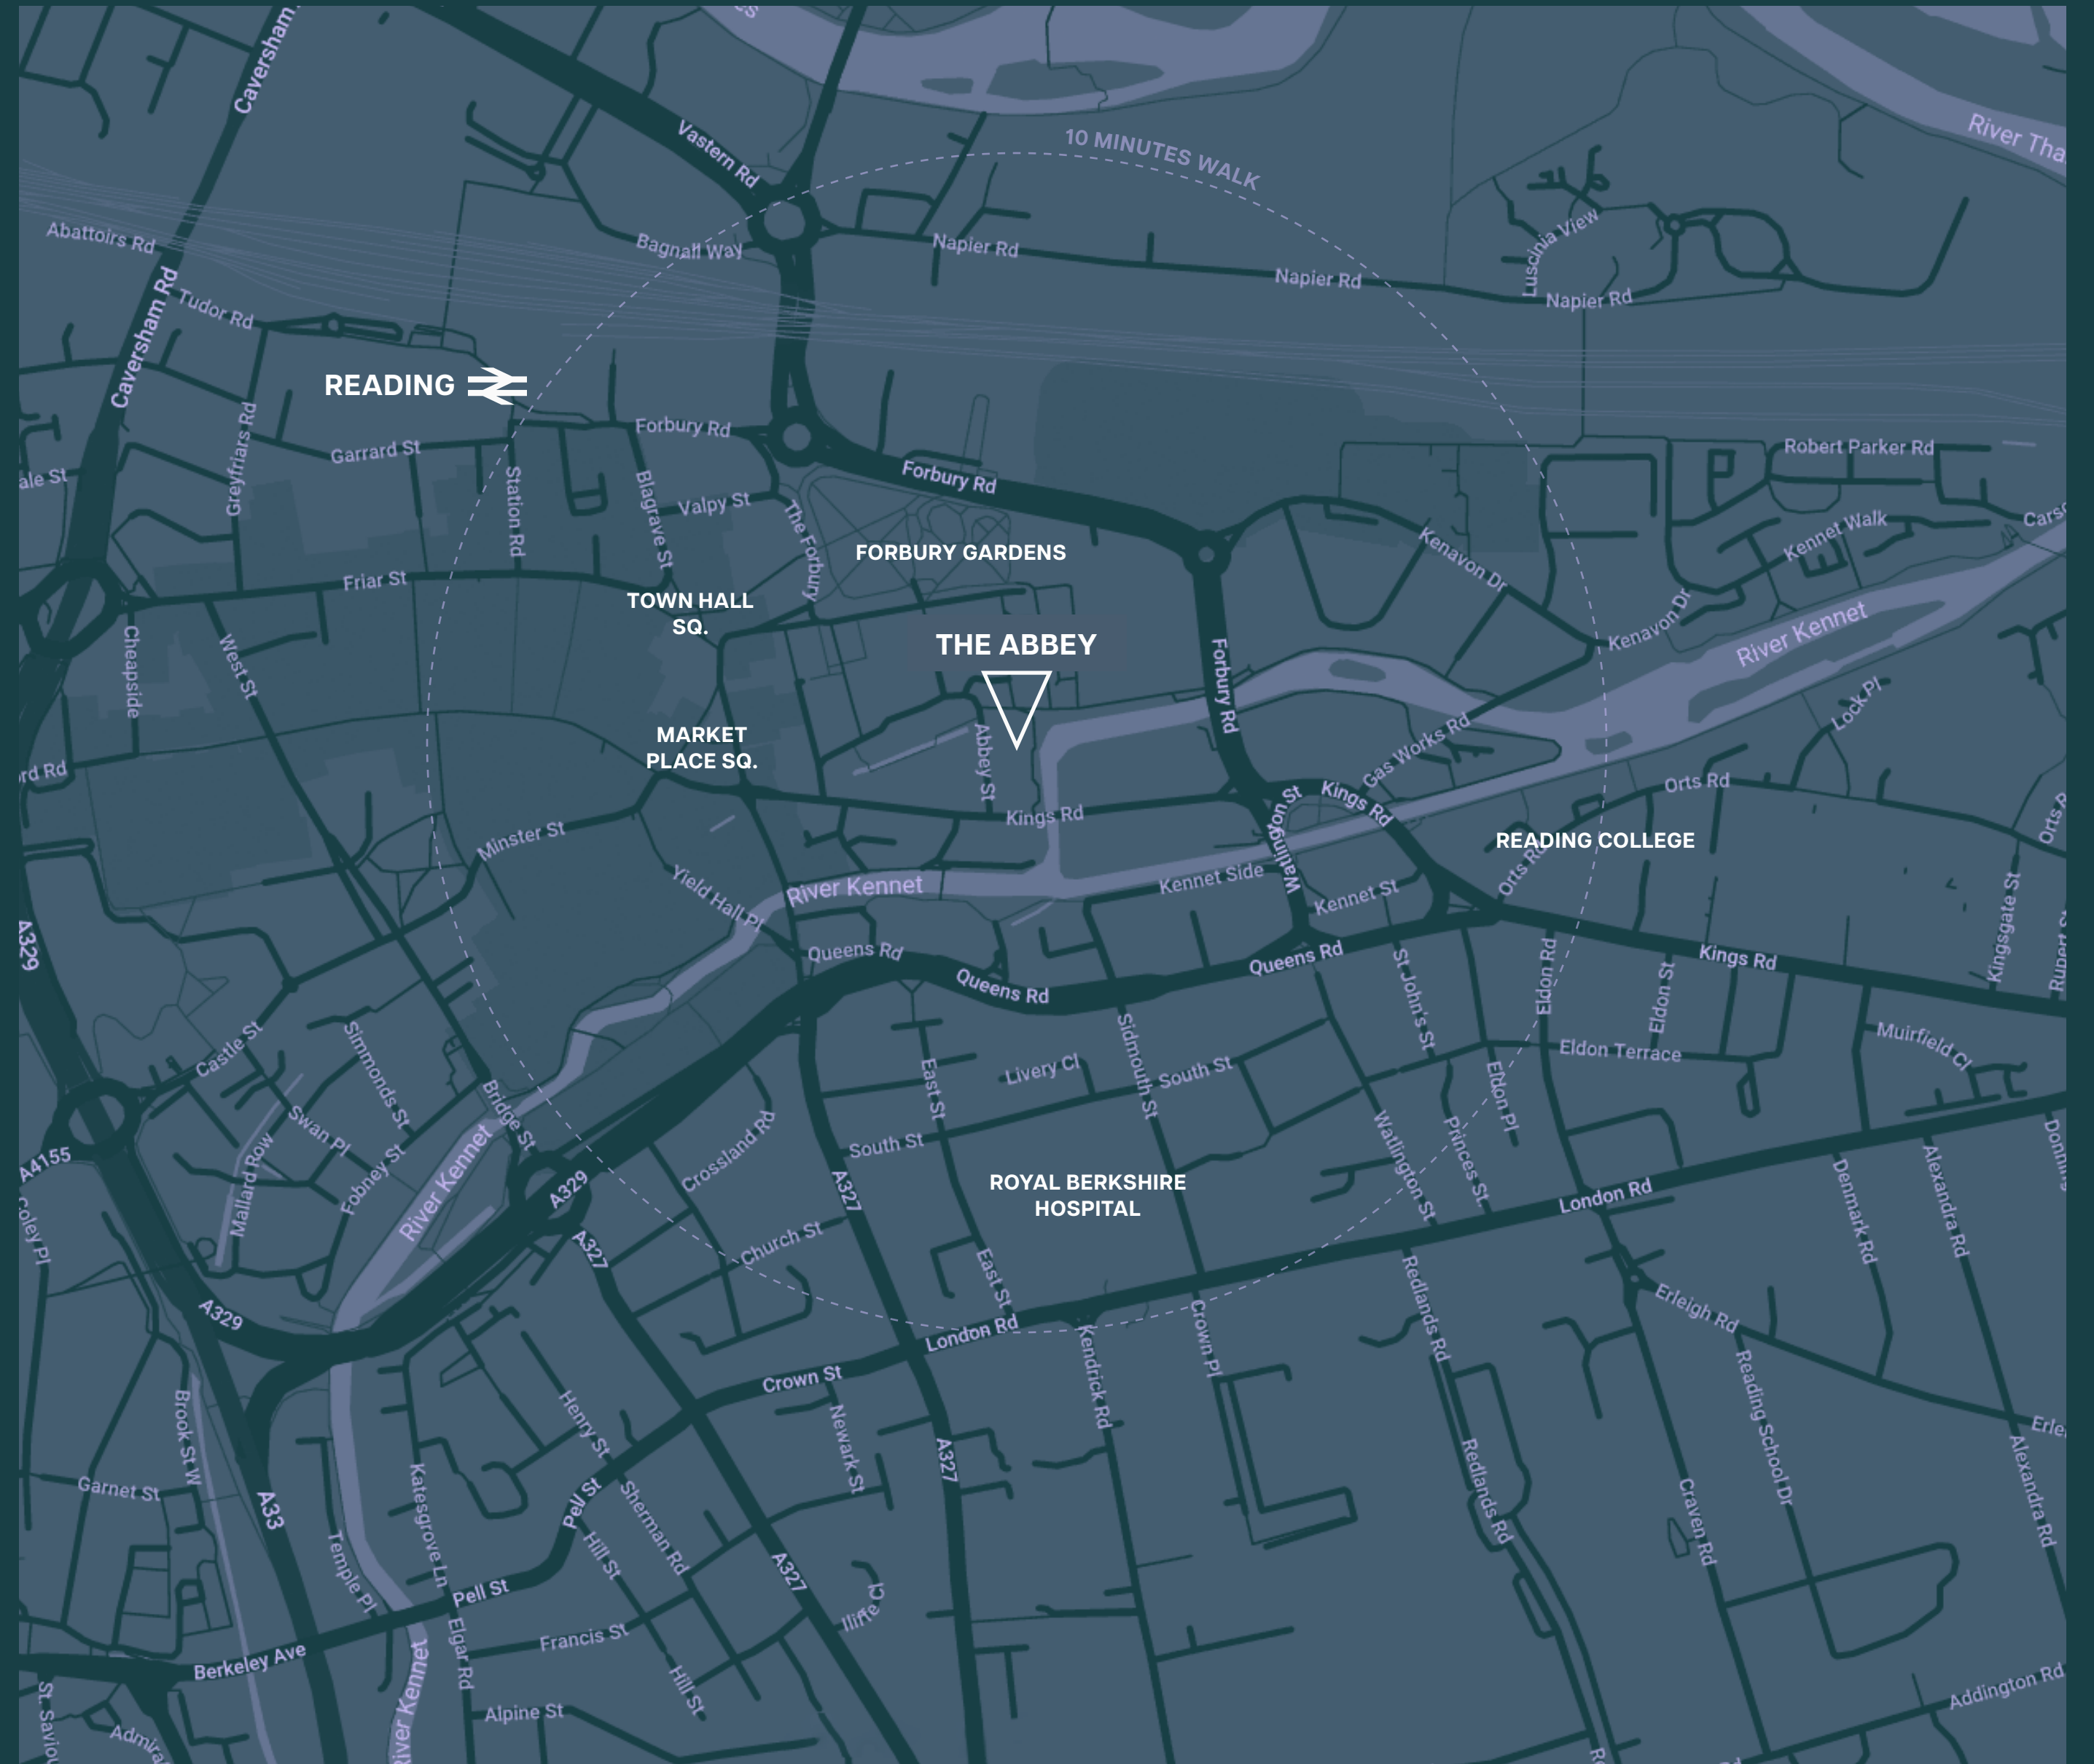 Caversham
Vastern Rd
10 MINUTES WALK
River Tha
Abattoirs Rd
Bagnall Way
Napier Rd
Napier Rd
Luscinia View
Napier Rd
Caversham Rd
Tudor Rd
READING
Greyfriars Rd
Garrard St
Station Rd
Forbury Rd
Blagrave St
Valpy St
The Forbury
Forbury Rd
Robert Parker Rd
ale St
Kennet Walk
Kenavon Dr
FORBURY GARDENS
Friar St
TOWN HALL
SQ.
THE ABBEY
Forbury Rd
Kenavon Dr
River Kennet
Cheapside
West St
MARKET
PLACE SQ.
Abbey St
Gas Works Rd
Lock Pl
rd Rd
Orts Rd
Kings Rd
Kings Rd
Watlington St
Minster St
READING COLLEGE
Orts Rd
Yield Hall Pl
River Kennet
Kennet Side
Kennet St
Kingsgate St
A329
Queens Rd
Queens Rd
Queens Rd
St John's St
Eldon Rd
Eldon St
Kings Rd
Castle St
Simmonds St
Sidmouth St
Eldon Terrace
Muirfield Cl
East St
Livery Cl
South St
Eldon Pl
Bridge St
Swan Pl
Mallard Row
Fobney St
River Kennet
A4155
oley Pl
A329
Crossland Rd
South St
A327
ROYAL BERKSHIRE
HOSPITAL
Watlington St
Princes St
London Rd
Denmark Rd
Alexandra Rd
A327
Church St
East St
A329
London Rd
Crown St
Kendrick Rd
Crown Pl
Redlands Rd
Erleigh Rd
Reading School Dr
Brook St W
Henry St
Newark St
A327
Redlands Rd
Craven Rd
Alexandra Rd
Garnet St
A33
Katesgrove Ln
Pell St
Sherman Rd
Hill St
Temple Pl
Pell St
A327
Iliffe Cl
Elgar Rd
Francis St
Berkeley Ave
River Kennet
Hill St
Alpine St
Addington Rd